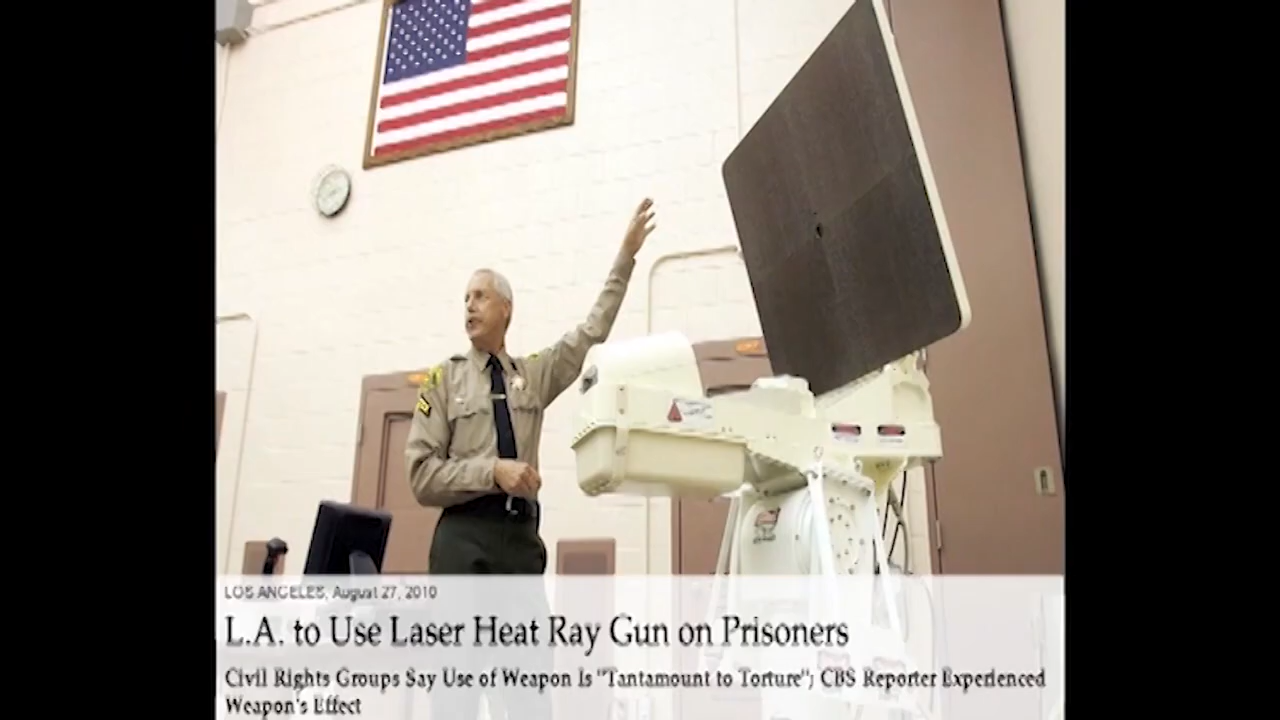 LOS ANGELES, August 27, 2010
L.A. to Use Laser Heat Ray Gun on Prisoners
Civil Rights Groups Say Use of Weapon Is "Tantamount to Torture"; CBS Reporter Experienced
Weapon's Effect